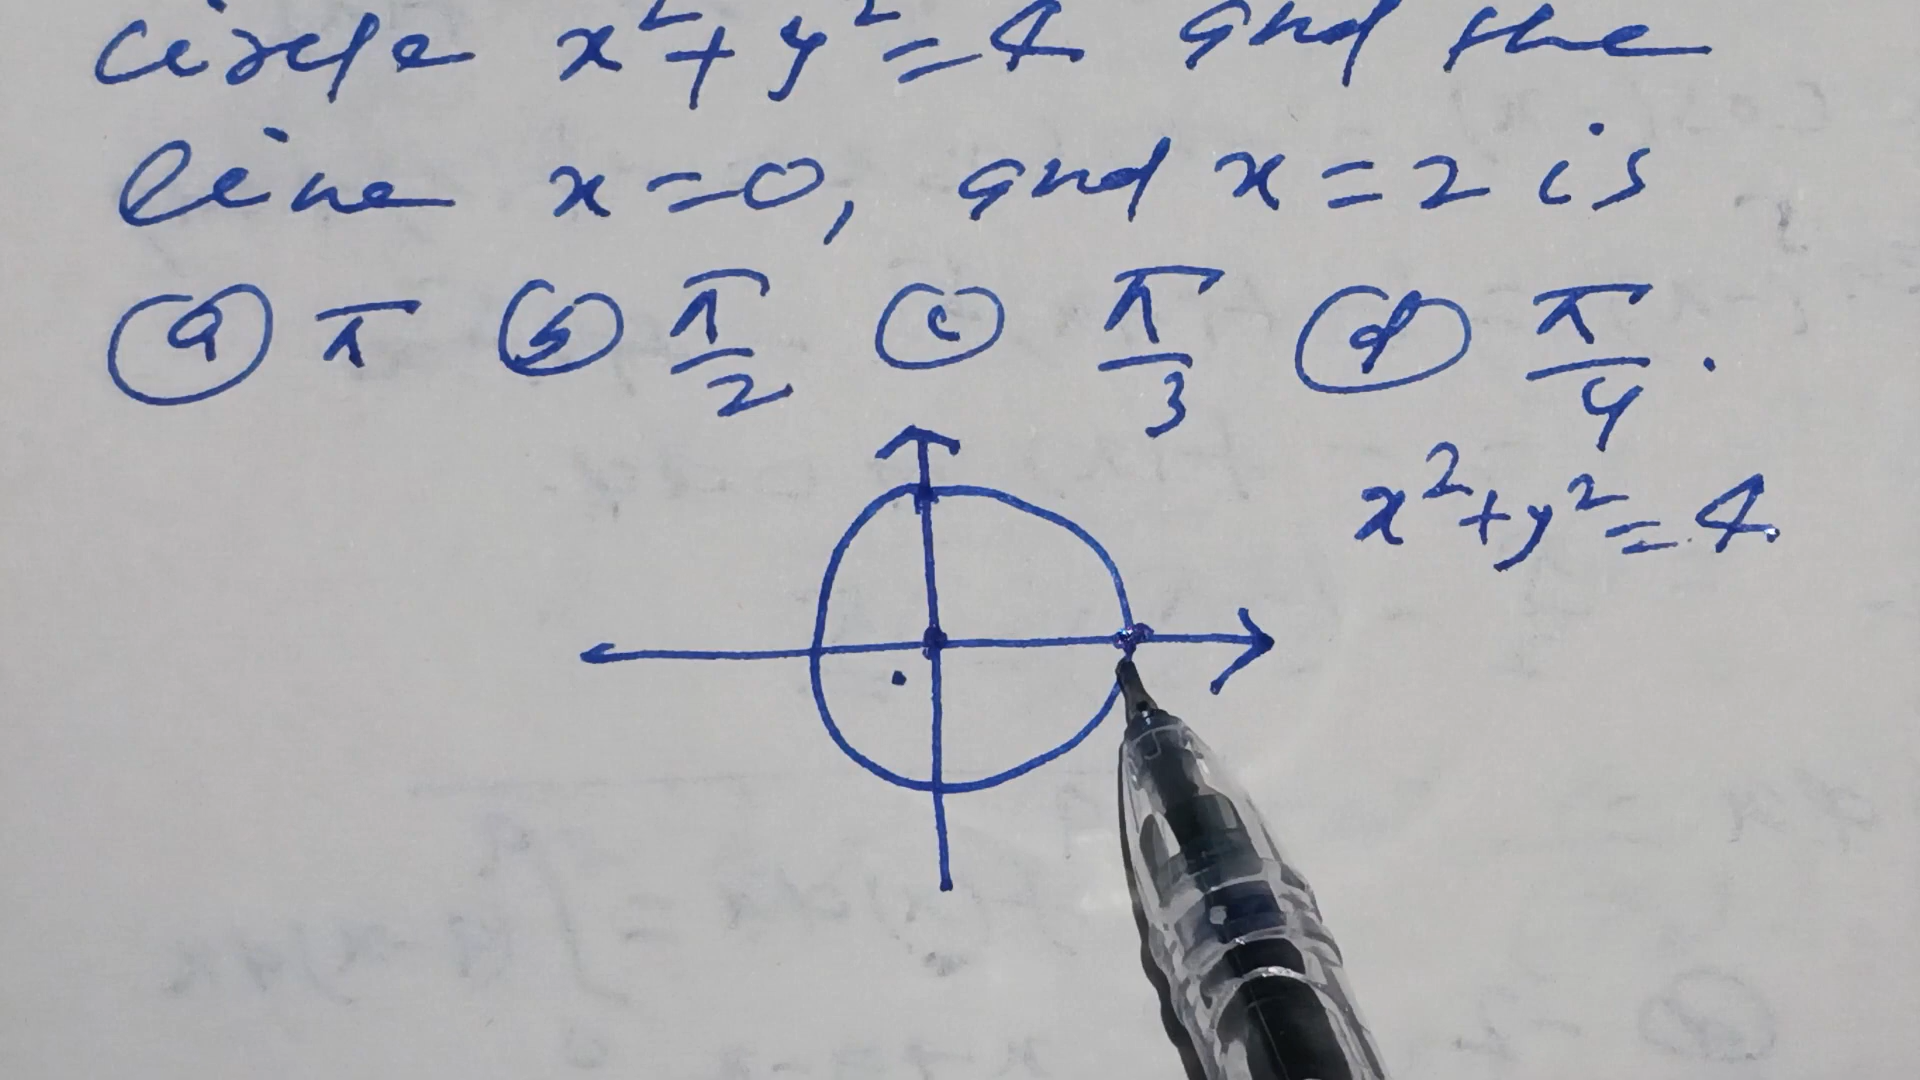 circle x²+y²=4 and the
line x=0, and x=2 is
(a) π (b) π/2 (c) π/3 (d) π/4.
x²+y²=4.